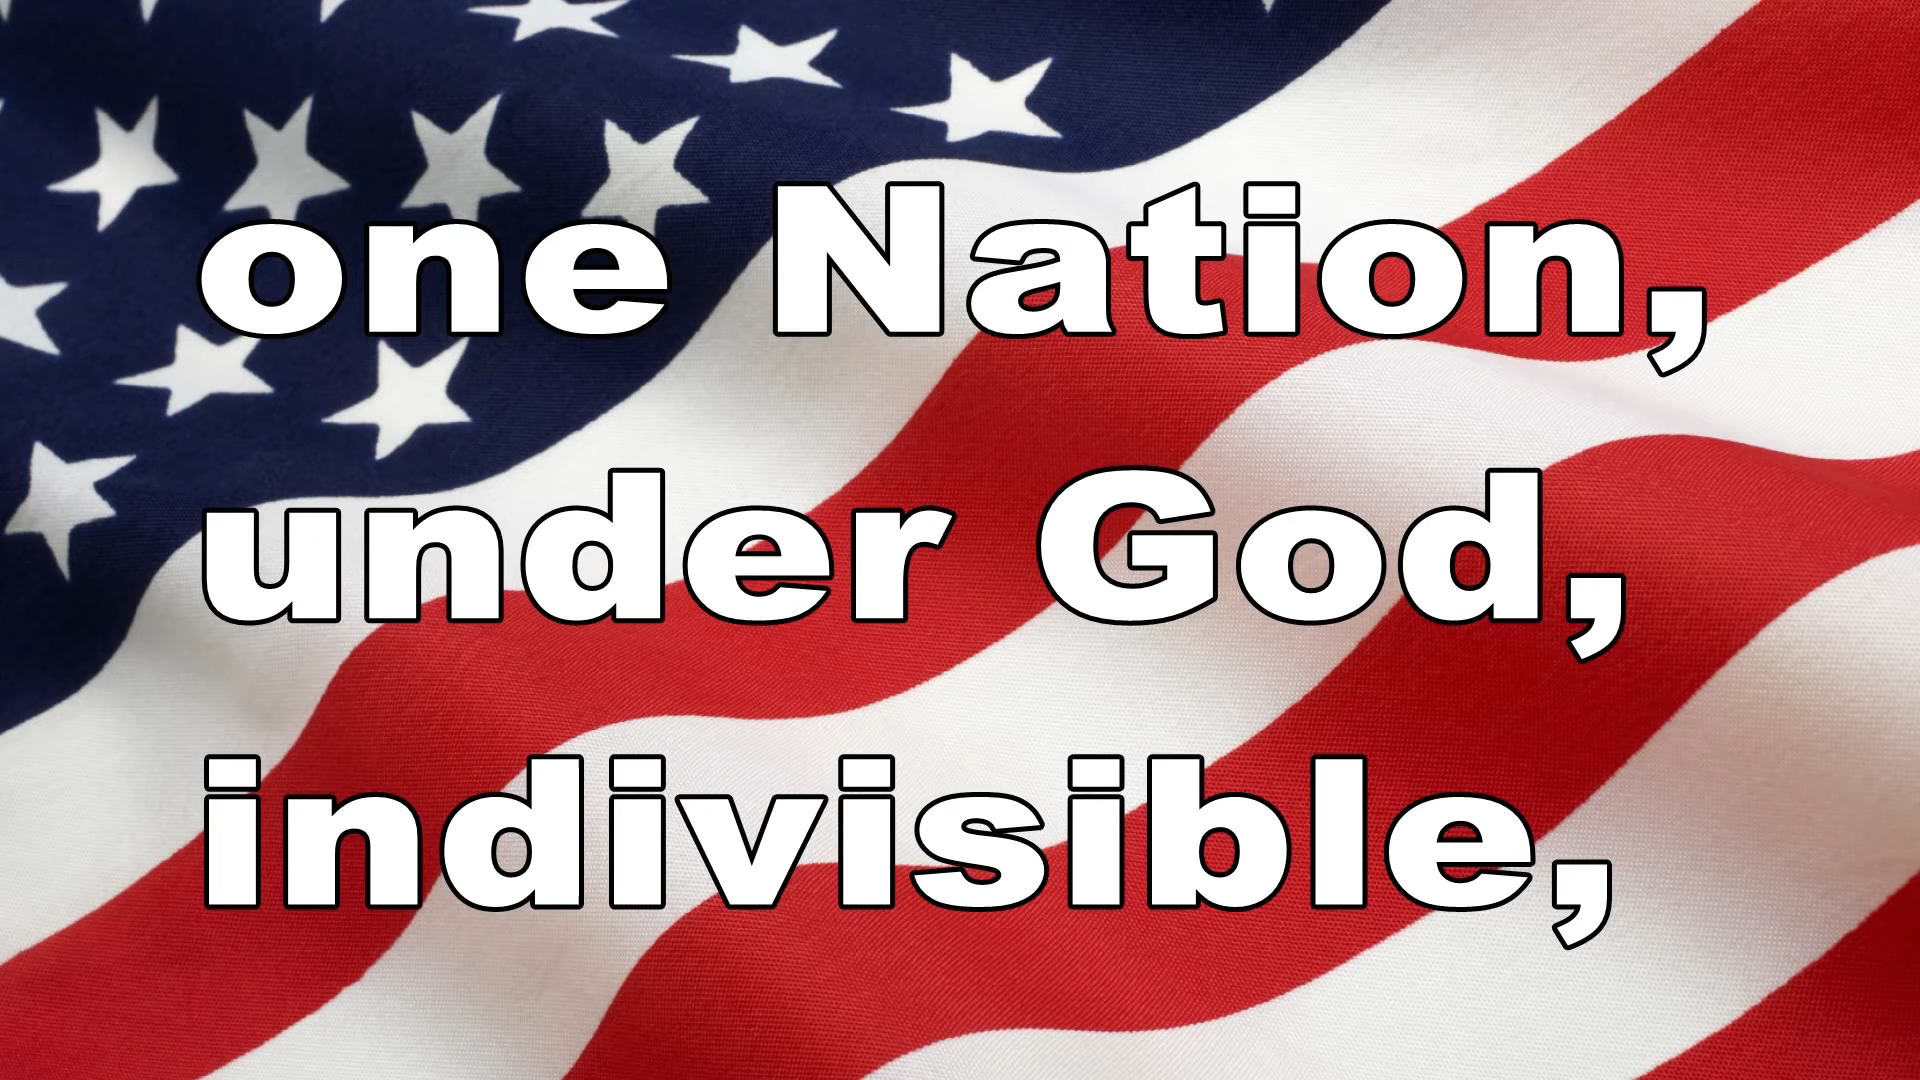 one Nation,
under God,
indivisible,